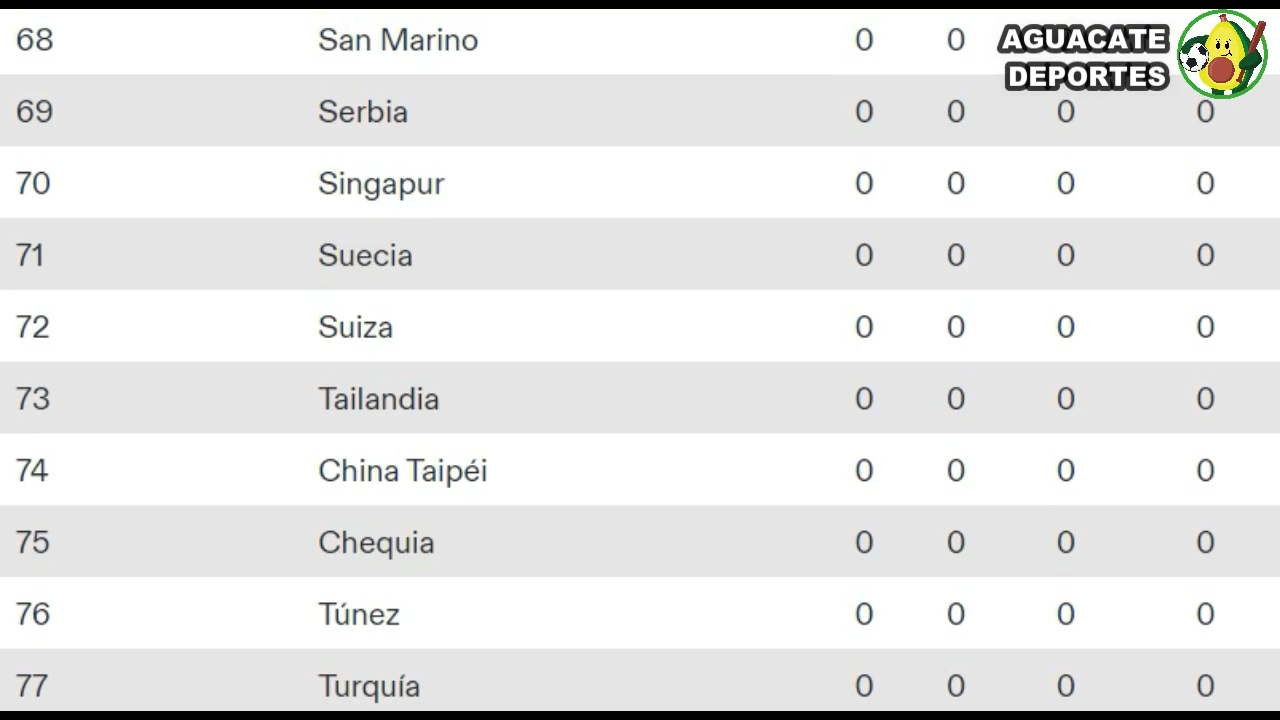 68 San Marino 0 0
AGUACATE
DEPORTES
69 Serbia 0 0 0 0
70 Singapur 0 0 0 0
71 Suecia 0 0 0 0
72 Suiza 0 0 0 0
73 Tailandia 0 0 0 0
74 China Taipéi 0 0 0 0
75 Chequia 0 0 0 0
76 Túnez 0 0 0 0
77 Turquía 0 0 0 0